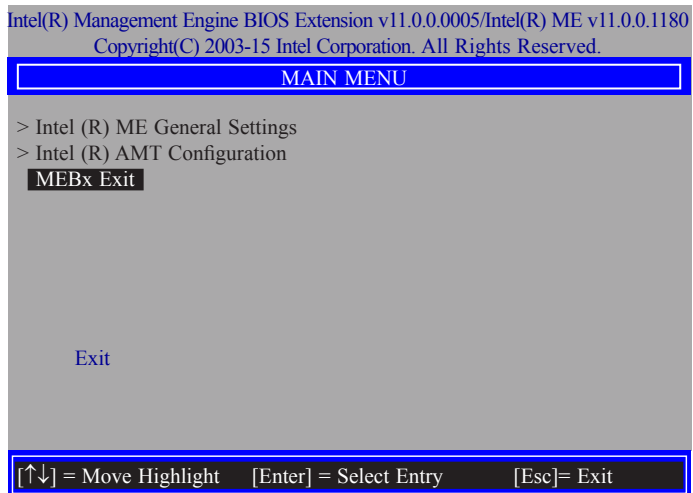 Intel(R) Management Engine BIOS Extension v11.0.0.0005/Intel(R) ME v11.0.0.1180
Copyright(C) 2003-15 Intel Corporation. All Rights Reserved.
MAIN MENU
> Intel (R) ME General Settings
> Intel (R) AMT Configuration
MEBx Exit
Exit
[↑↓] = Move Highlight [Enter] = Select Entry [Esc]= Exit